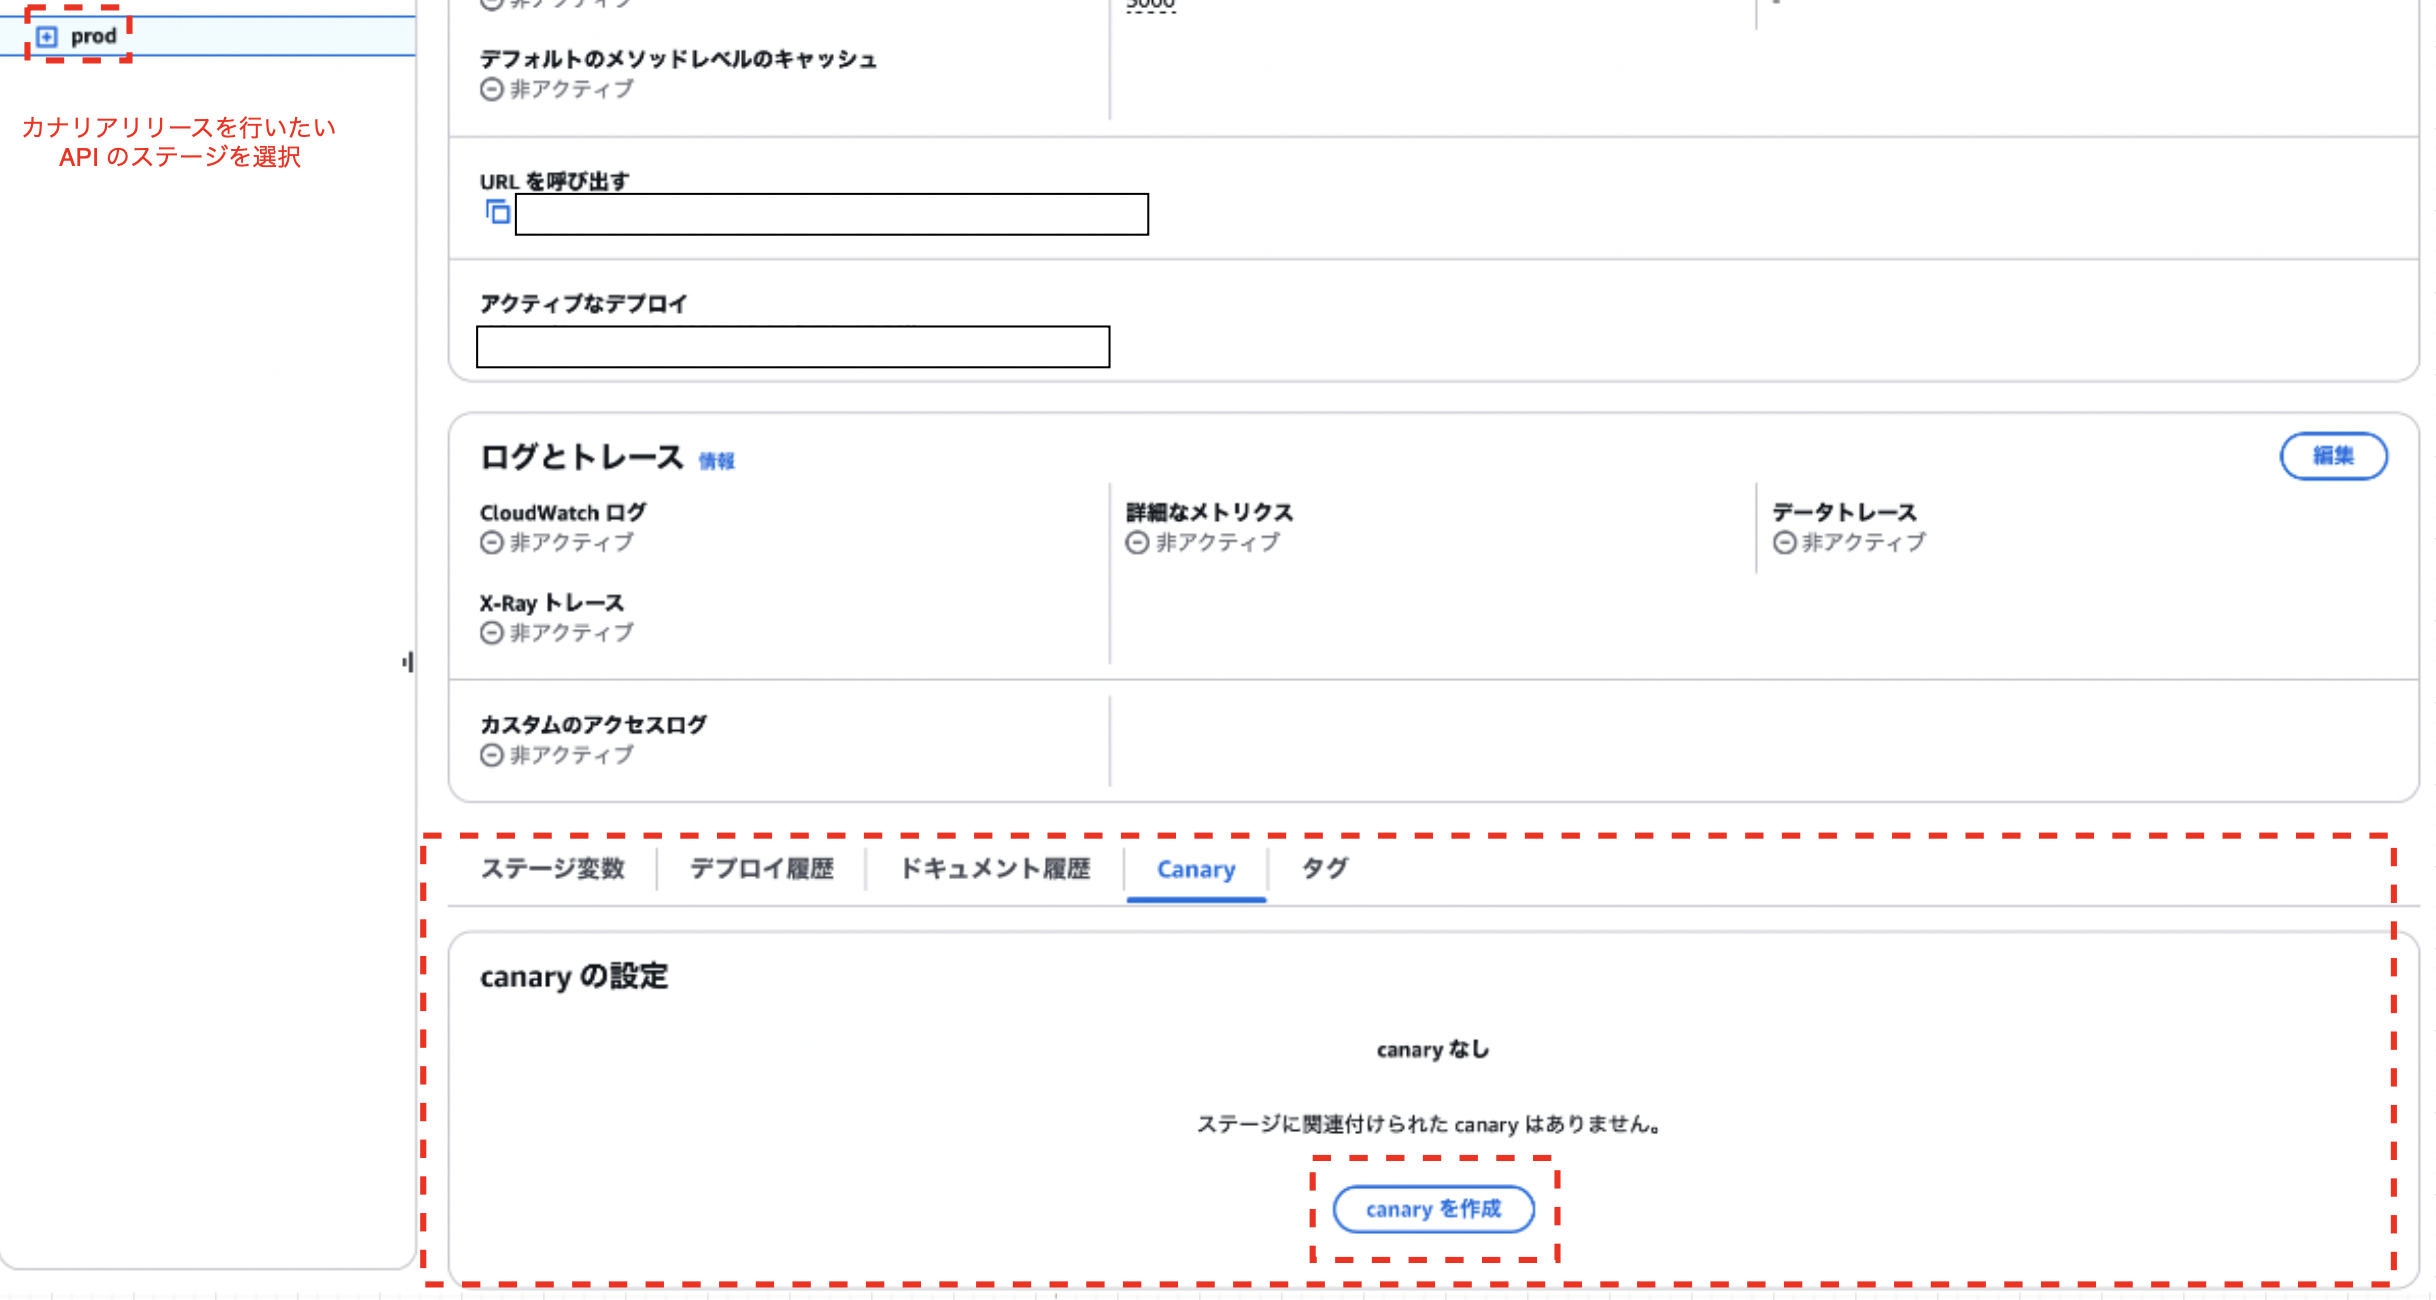 prod
カナリアリリースを行いたい
API のステージを選択
デフォルトのメソッドレベルのキャッシュ
非アクティブ
URL を呼び出す
アクティブなデプロイ
ログとトレース 情報
編集
CloudWatch ログ
非アクティブ
詳細なメトリクス
非アクティブ
データトレース
非アクティブ
X-Ray トレース
非アクティブ
カスタムのアクセスログ
非アクティブ
ステージ変数 デプロイ履歴 ドキュメント履歴 Canary タグ
canary の設定
canary なし
ステージに関連付けられた canary はありません。
canary を作成